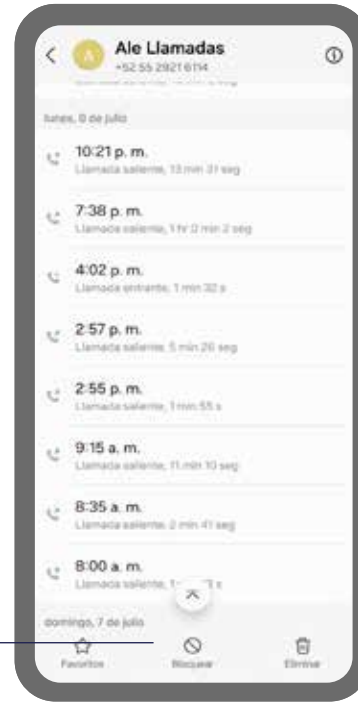 Ale Llamadas
+52 55 2921 6114
lunes, 8 de julio
10:21 p. m.
Llamada saliente, 13 min 31 seg
7:38 p. m.
Llamada saliente, 1 hr 0 min 2 seg
4:02 p. m.
Llamada entrante, 1 min 32 s
2:57 p. m.
Llamada saliente, 5 min 26 seg
2:55 p. m.
Llamada saliente, 1 min 55 s
9:15 a. m.
Llamada saliente, 11 min 10 seg
8:35 a. m.
Llamada saliente, 2 min 41 seg
8:00 a. m.
Llamada saliente,
domingo, 7 de julio
Favoritos
Bloquear
Eliminar